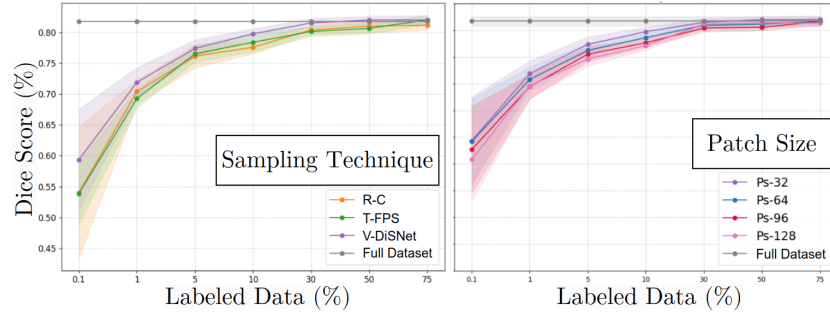 Dice Score (%)
0.80
0.75
0.70
0.65
0.60
0.55
0.50
0.45
Sampling Technique
R-C
T-FPS
V-DiSNet
Full Dataset
0.1 1 5 10 30 50 75
Labeled Data (%)
Patch Size
Ps-32
Ps-64
Ps-96
Ps-128
Full Dataset
0.1 1 5 10 30 50 75
Labeled Data (%)